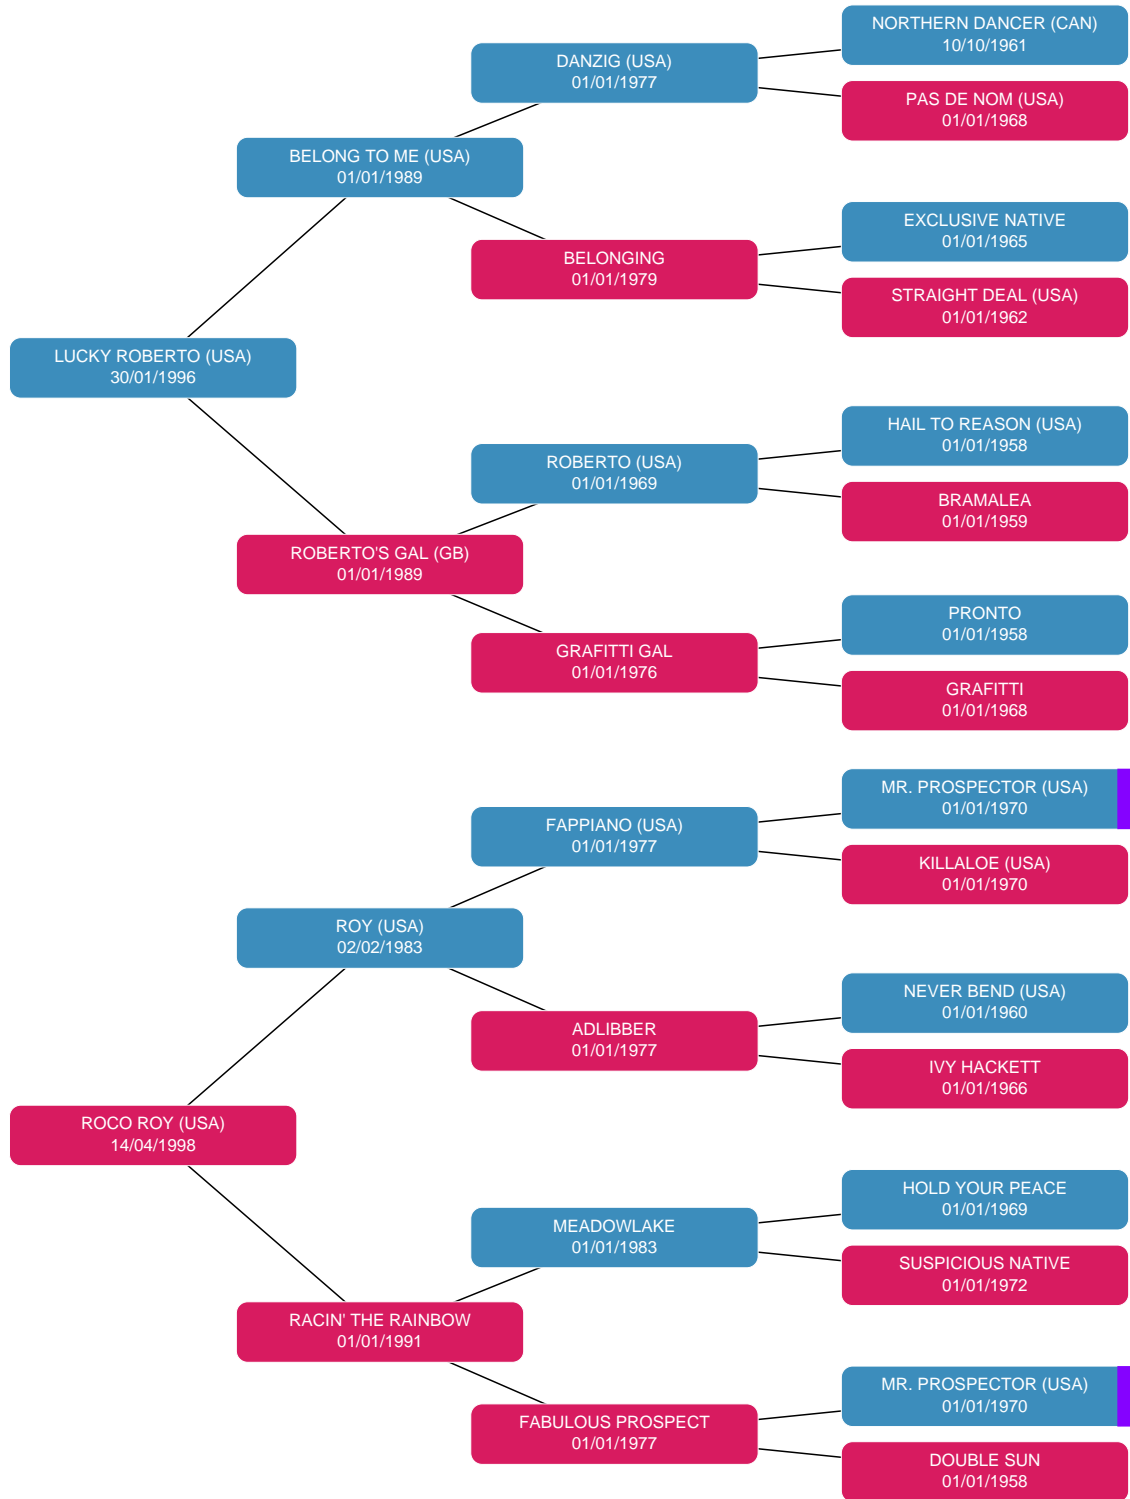 NORTHERN DANCER (CAN)
10/10/1961
DANZIG (USA)
01/01/1977
PAS DE NOM (USA)
01/01/1968
BELONG TO ME (USA)
01/01/1989
EXCLUSIVE NATIVE
01/01/1965
BELONGING
01/01/1979
STRAIGHT DEAL (USA)
01/01/1962
LUCKY ROBERTO (USA)
30/01/1996
HAIL TO REASON (USA)
01/01/1958
ROBERTO (USA)
01/01/1969
BRAMALEA
01/01/1959
ROBERTO'S GAL (GB)
01/01/1989
PRONTO
01/01/1958
GRAFITTI GAL
01/01/1976
GRAFITTI
01/01/1968
MR. PROSPECTOR (USA)
01/01/1970
FAPPIANO (USA)
01/01/1977
KILLALOE (USA)
01/01/1970
ROY (USA)
02/02/1983
NEVER BEND (USA)
01/01/1960
ADLIBBER
01/01/1977
IVY HACKETT
01/01/1966
ROCO ROY (USA)
14/04/1998
HOLD YOUR PEACE
01/01/1969
MEADOWLAKE
01/01/1983
SUSPICIOUS NATIVE
01/01/1972
RACIN' THE RAINBOW
01/01/1991
MR. PROSPECTOR (USA)
01/01/1970
FABULOUS PROSPECT
01/01/1977
DOUBLE SUN
01/01/1958